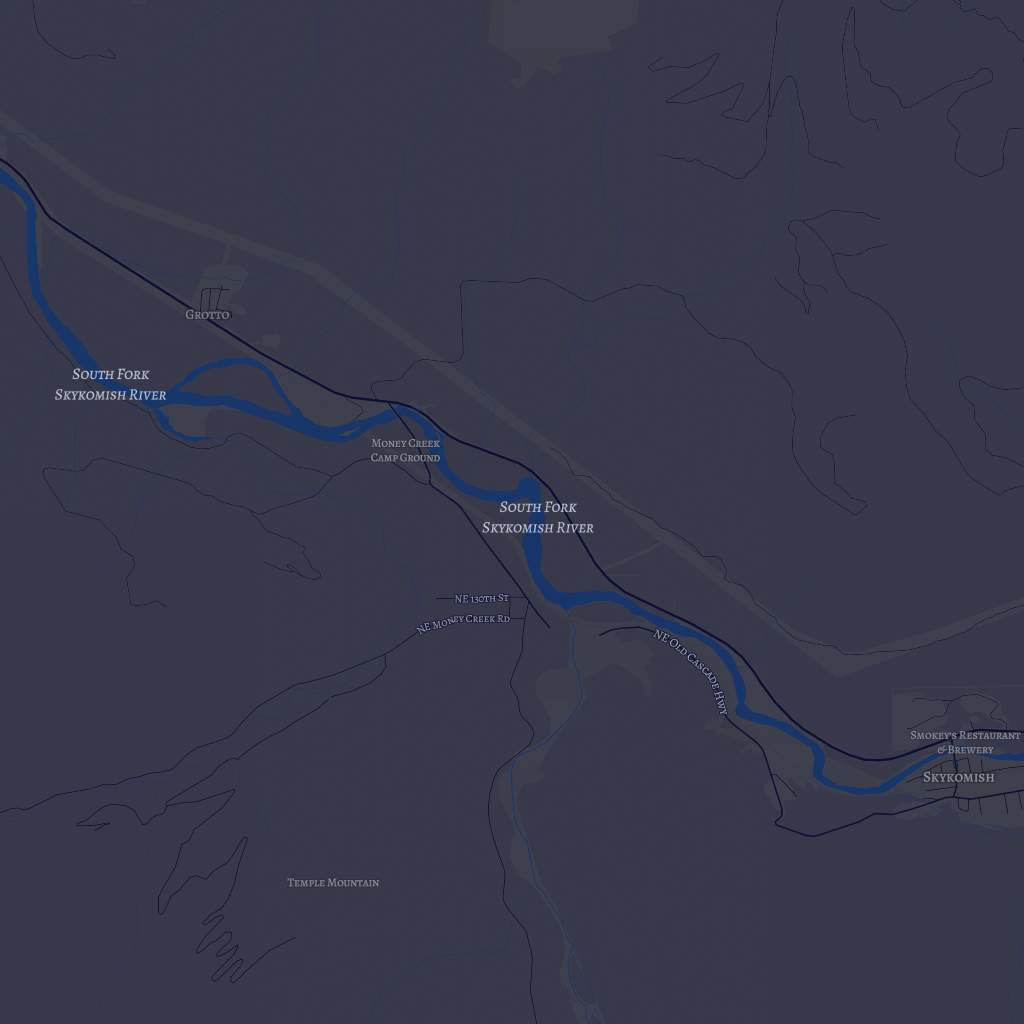 Grotto
South Fork
Skykomish River
Money Creek
Camp Ground
South Fork
Skykomish River
NE 130th St
NE Money Creek Rd
NE Old Cascade Hwy
Smokey's Restaurant
& Brewery
Skykomish
Temple Mountain